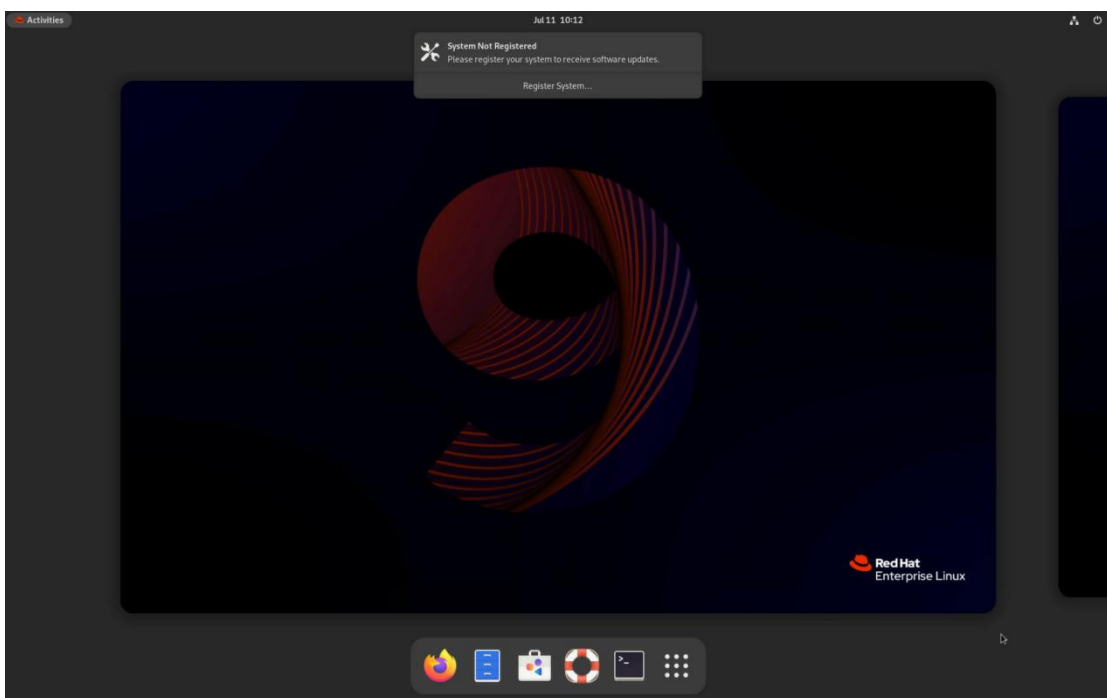 Activities
Jul 11 10:12
System Not Registered
Please register your system to receive software updates.
Register System...
9
Red Hat
Enterprise Linux
>_